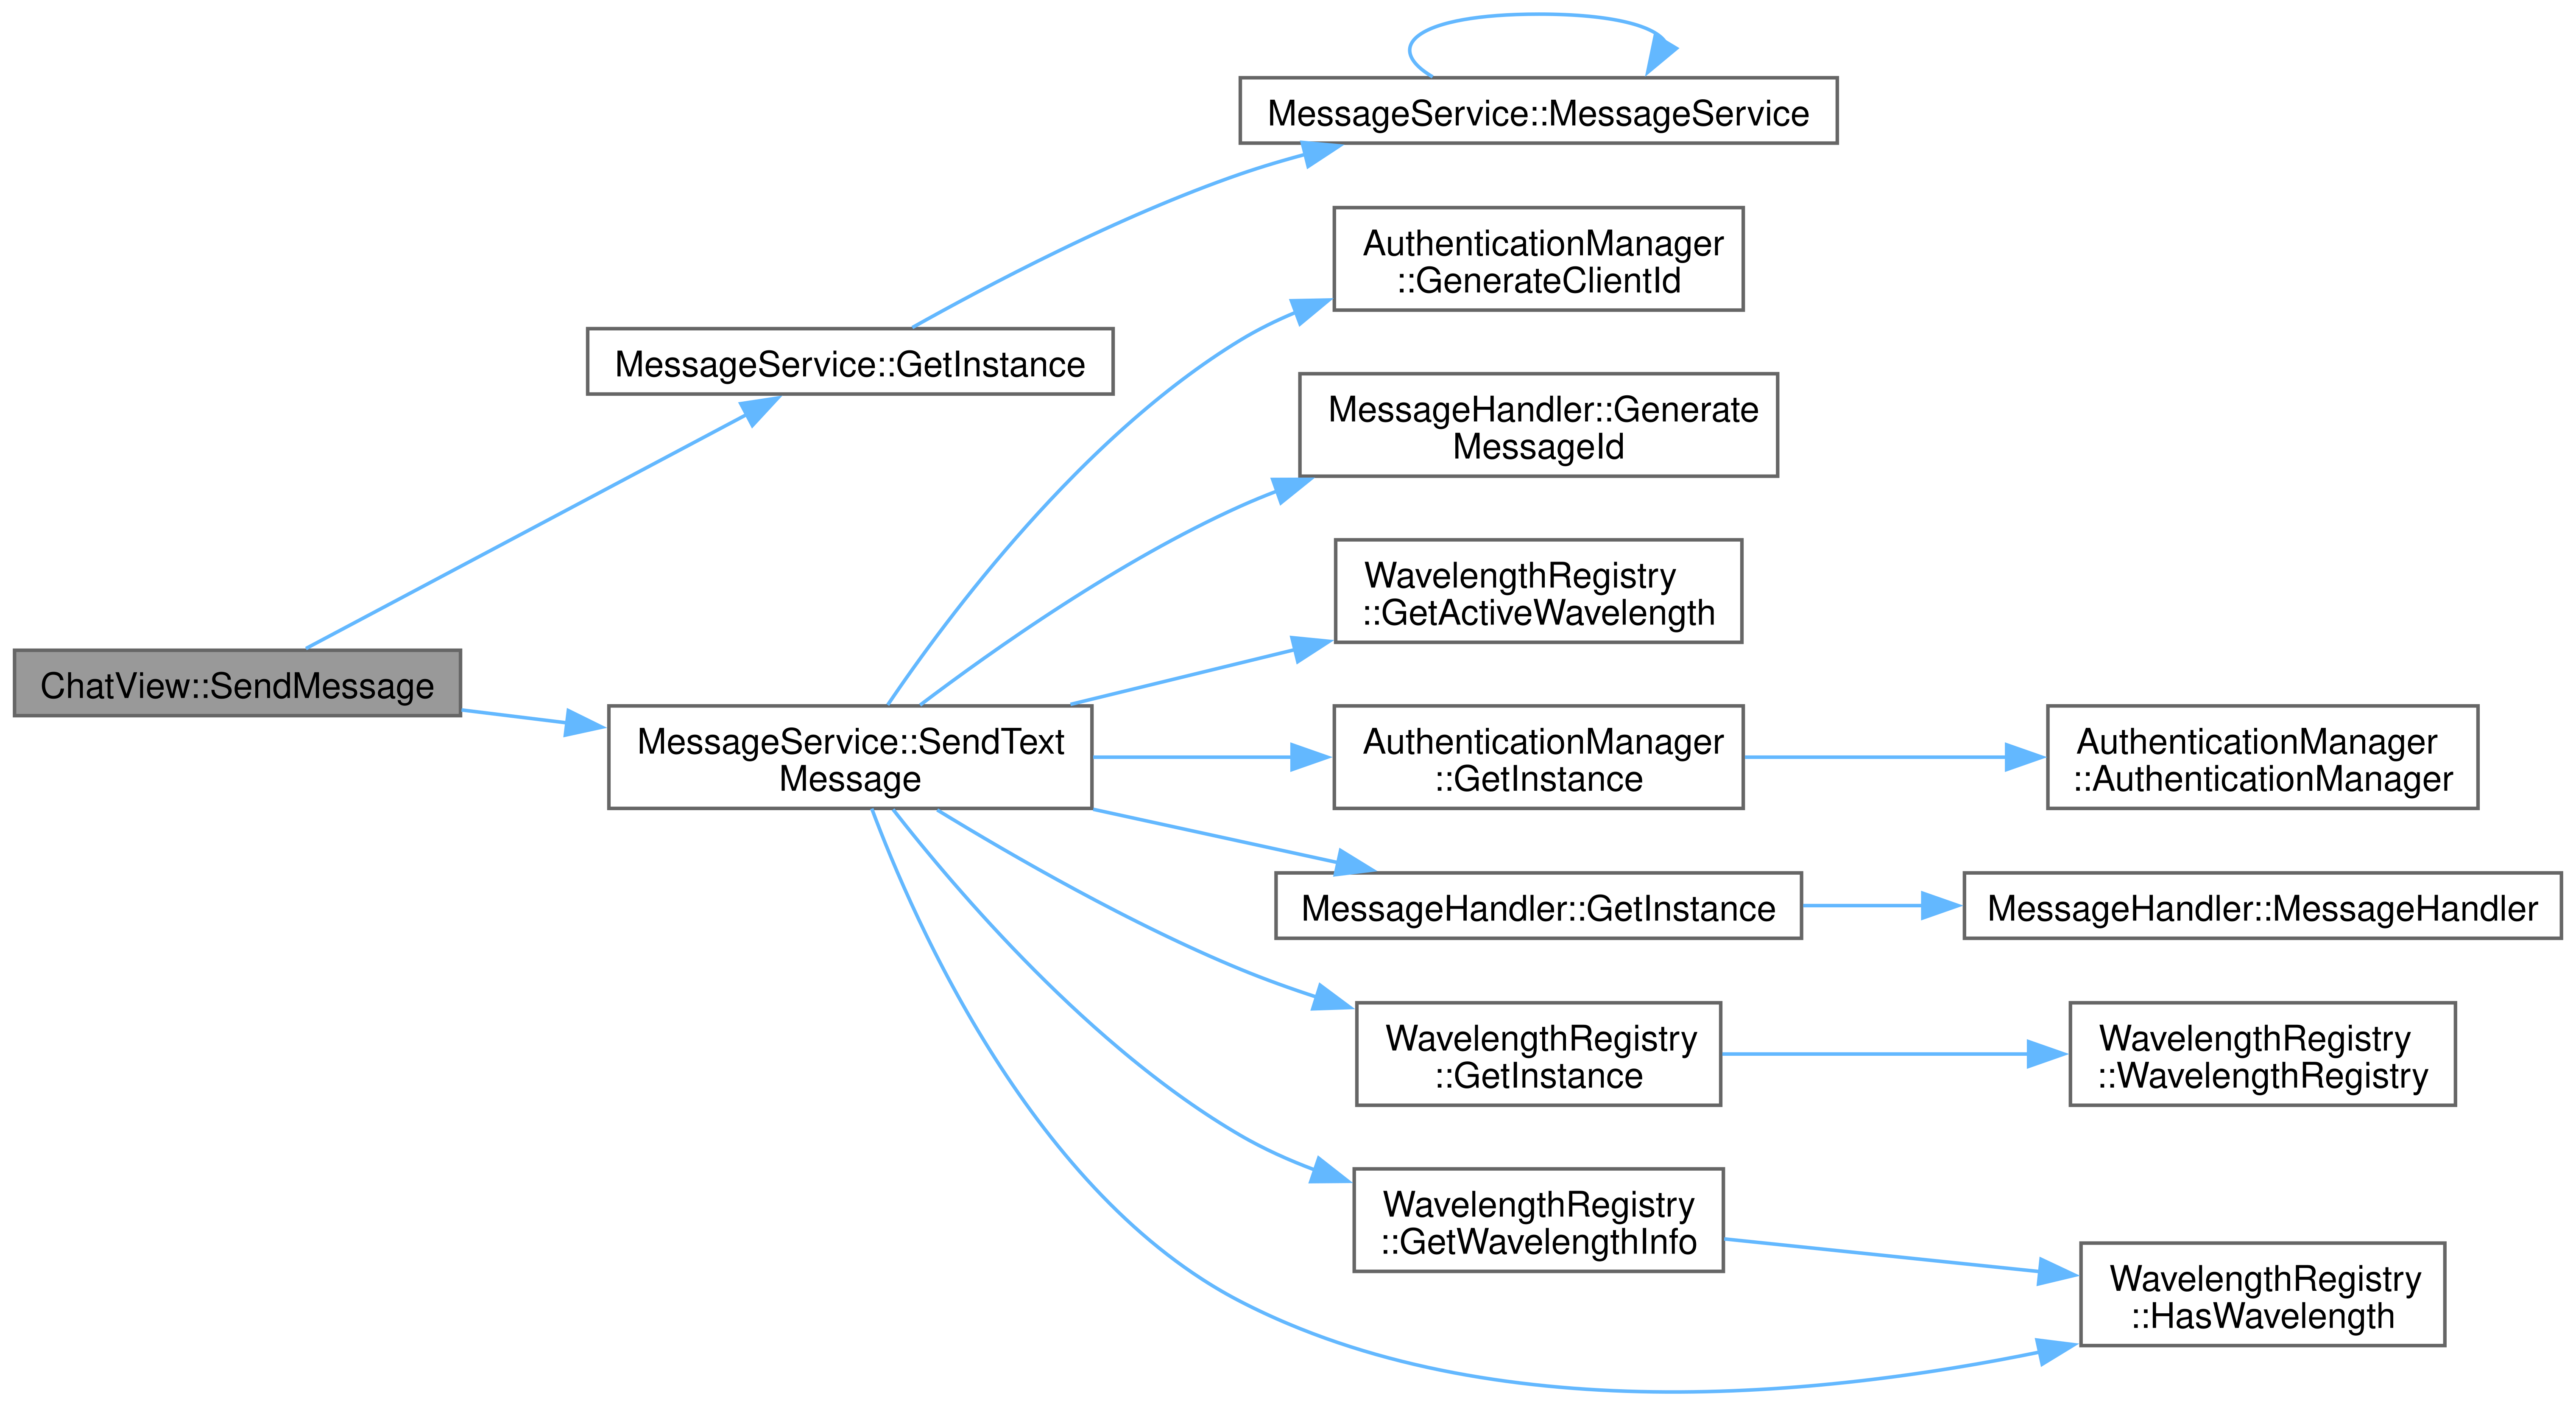 MessageService::MessageService
AuthenticationManager
::GenerateClientId
MessageService::GetInstance
MessageHandler::Generate
MessageId
WavelengthRegistry
::GetActiveWavelength
ChatView::SendMessage
MessageService::SendText
Message
AuthenticationManager
::GetInstance
AuthenticationManager
::AuthenticationManager
MessageHandler::GetInstance
MessageHandler::MessageHandler
WavelengthRegistry
::GetInstance
WavelengthRegistry
::WavelengthRegistry
WavelengthRegistry
::GetWavelengthInfo
WavelengthRegistry
::HasWavelength